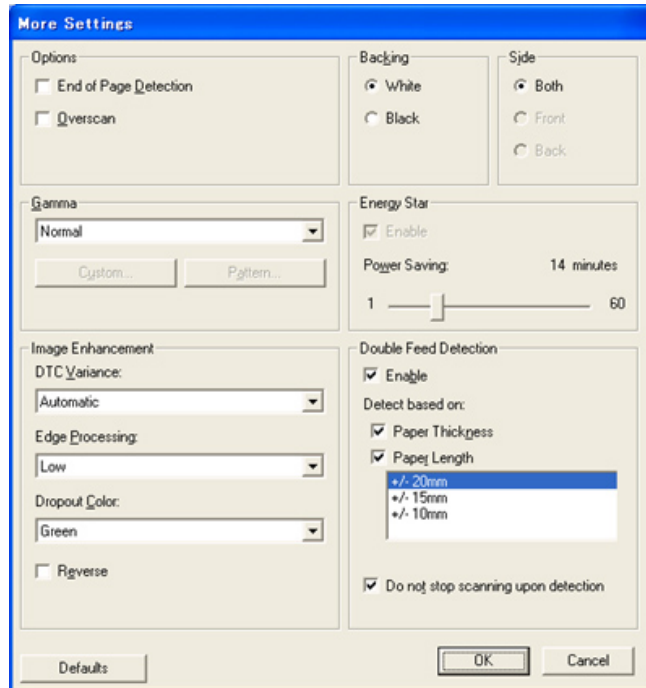 More Settings
Options
End of Page Detection
Overscan
Backing
White
Black
Side
Both
Front
Back
Gamma
Normal
Custom...
Pattern...
Energy Star
Enable
Power Saving:
14 minutes
1
60
Image Enhancement
DTC Variance:
Automatic
Edge Processing:
Low
Dropout Color:
Green
Reverse
Double Feed Detection
Enable
Detect based on:
Paper Thickness
Paper Length
+/- 20mm
+/- 15mm
+/- 10mm
Do not stop scanning upon detection
Defaults
OK
Cancel